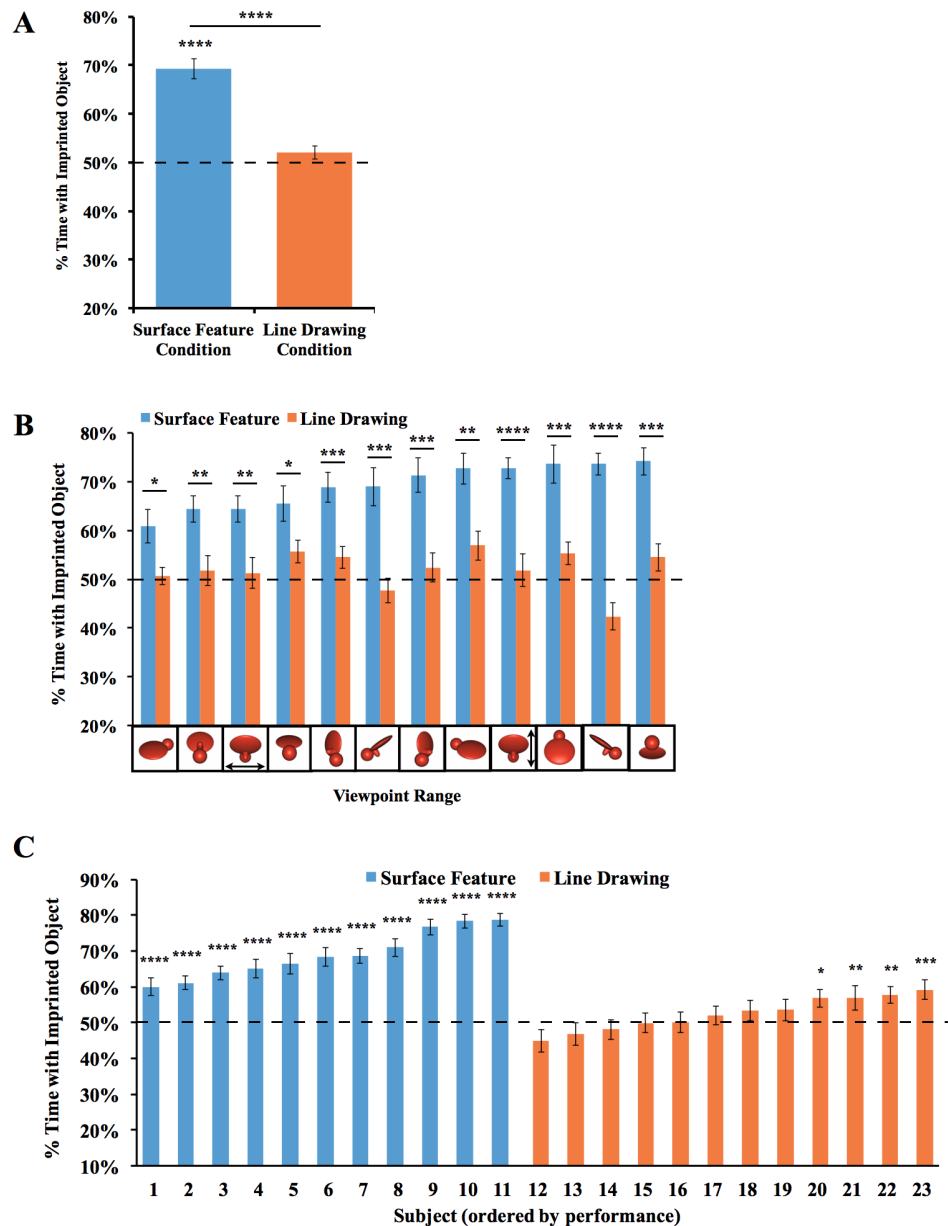 A
****
****
80%
70%
60%
50%
40%
30%
20%
% Time with Imprinted Object
Surface Feature
Condition
Line Drawing
Condition
B
Surface Feature
Line Drawing
80%
70%
60%
50%
40%
30%
20%
% Time with Imprinted Object
* ** ** * *** *** *** ** **** *** **** ***
Viewpoint Range
C
Surface Feature
Line Drawing
90%
80%
70%
60%
50%
40%
30%
20%
10%
% Time with Imprinted Object
**** **** **** **** **** **** **** **** **** **** **** * ** ** ***
1 2 3 4 5 6 7 8 9 10 11 12 13 14 15 16 17 18 19 20 21 22 23
Subject (ordered by performance)